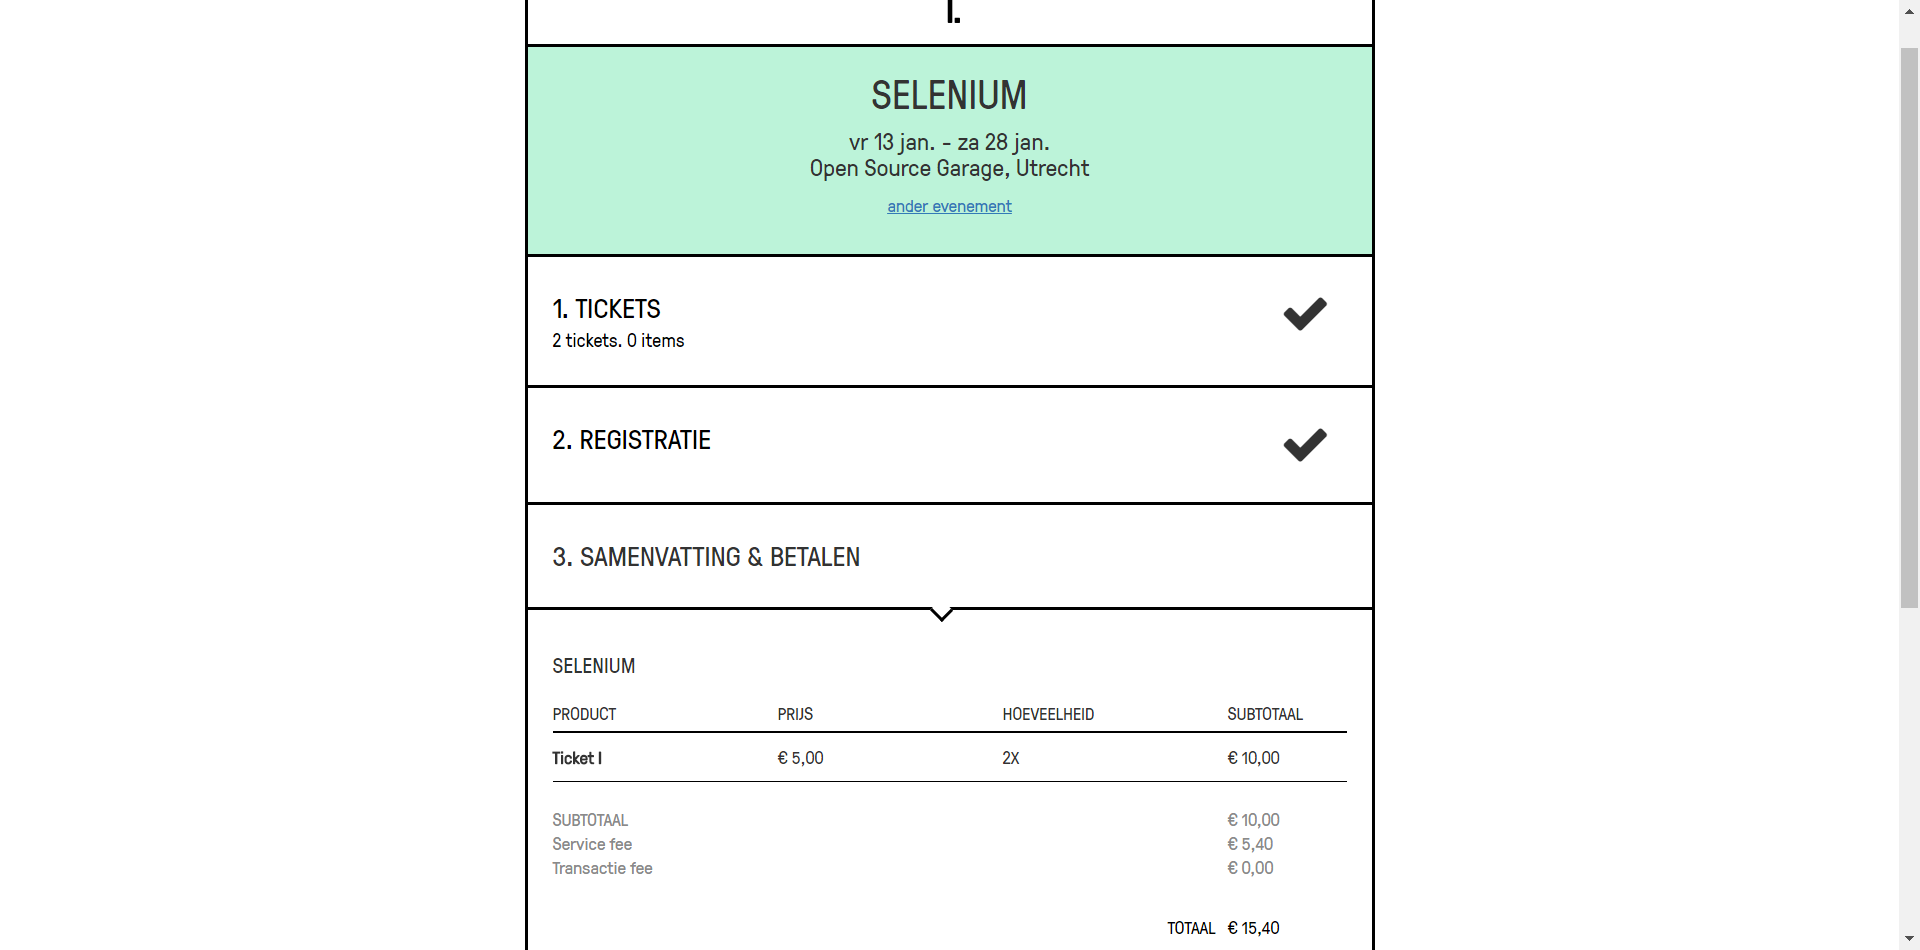 SELENIUM
vr 13 jan. - za 28 jan.
Open Source Garage, Utrecht
ander evenement
1. TICKETS
2 tickets. 0 items
2. REGISTRATIE
3. SAMENVATTING & BETALEN
SELENIUM
PRODUCT PRIJS HOEVEELHEID SUBTOTAAL
Ticket I € 5,00 2X € 10,00
SUBTOTAAL € 10,00
Service fee € 5,40
Transactie fee € 0,00
TOTAAL € 15,40